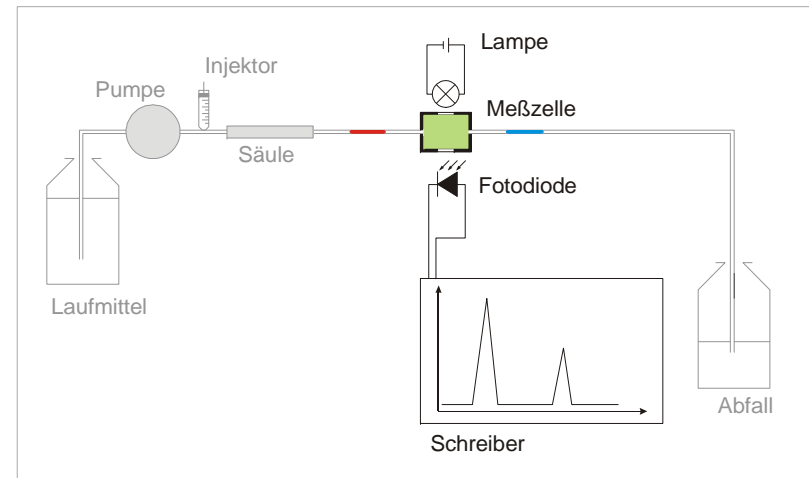 Lampe
Injektor
Pumpe
Meßzelle
Säule
Fotodiode
Laufmittel
Abfall
Schreiber